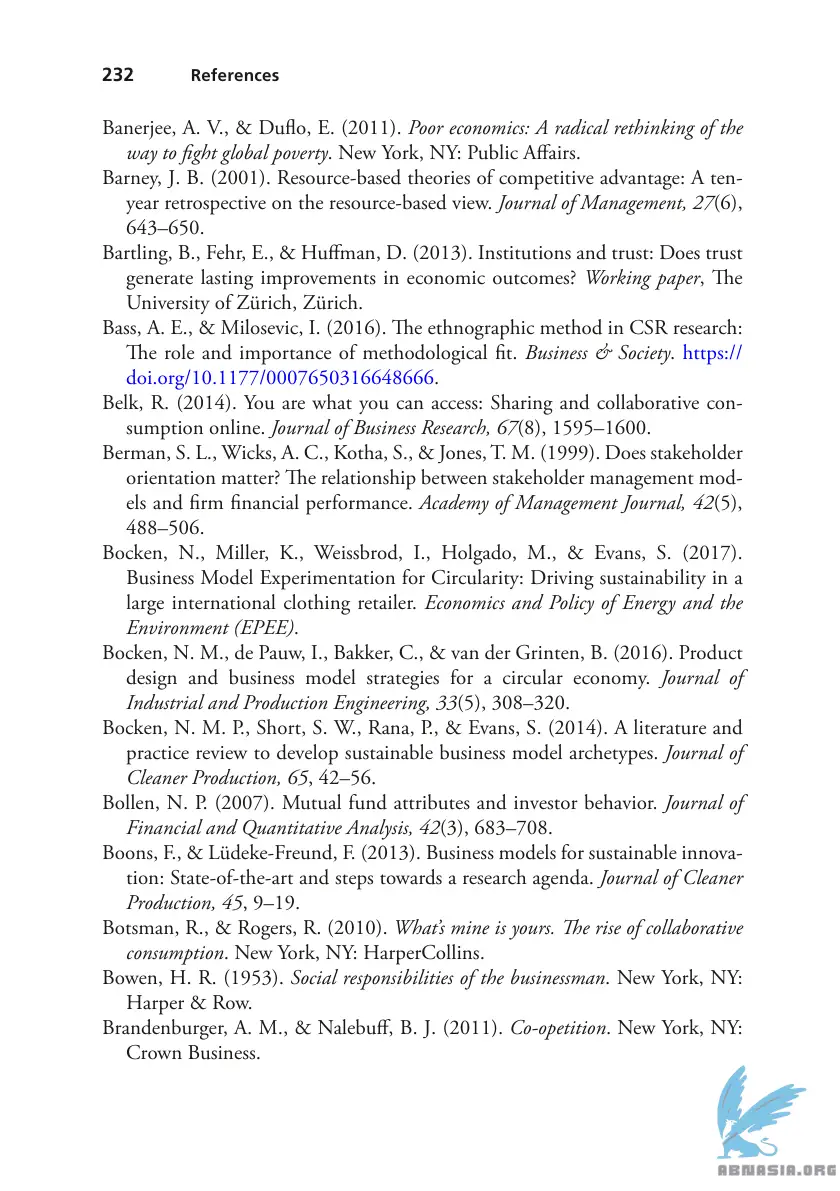 232 References
Banerjee, A. V., & Duflo, E. (2011). Poor economics: A radical rethinking of the
way to fight global poverty. New York, NY: Public Affairs.
Barney, J. B. (2001). Resource-based theories of competitive advantage: A ten-
year retrospective on the resource-based view. Journal of Management, 27(6),
643–650.
Bartling, B., Fehr, E., & Huffman, D. (2013). Institutions and trust: Does trust
generate lasting improvements in economic outcomes? Working paper, The
University of Zürich, Zürich.
Bass, A. E., & Milosevic, I. (2016). The ethnographic method in CSR research:
The role and importance of methodological fit. Business & Society. https://
doi.org/10.1177/0007650316648666.
Belk, R. (2014). You are what you can access: Sharing and collaborative con-
sumption online. Journal of Business Research, 67(8), 1595–1600.
Berman, S. L., Wicks, A. C., Kotha, S., & Jones, T. M. (1999). Does stakeholder
orientation matter? The relationship between stakeholder management mod-
els and firm financial performance. Academy of Management Journal, 42(5),
488–506.
Bocken, N., Miller, K., Weissbrod, I., Holgado, M., & Evans, S. (2017).
Business Model Experimentation for Circularity: Driving sustainability in a
large international clothing retailer. Economics and Policy of Energy and the
Environment (EPEE).
Bocken, N. M., de Pauw, I., Bakker, C., & van der Grinten, B. (2016). Product
design and business model strategies for a circular economy. Journal of
Industrial and Production Engineering, 33(5), 308–320.
Bocken, N. M. P., Short, S. W., Rana, P., & Evans, S. (2014). A literature and
practice review to develop sustainable business model archetypes. Journal of
Cleaner Production, 65, 42–56.
Bollen, N. P. (2007). Mutual fund attributes and investor behavior. Journal of
Financial and Quantitative Analysis, 42(3), 683–708.
Boons, F., & Lüdeke-Freund, F. (2013). Business models for sustainable innova-
tion: State-of-the-art and steps towards a research agenda. Journal of Cleaner
Production, 45, 9–19.
Botsman, R., & Rogers, R. (2010). What's mine is yours. The rise of collaborative
consumption. New York, NY: HarperCollins.
Bowen, H. R. (1953). Social responsibilities of the businessman. New York, NY:
Harper & Row.
Brandenburger, A. M., & Nalebuff, B. J. (2011). Co-opetition. New York, NY:
Crown Business.
ABNASIA.ORG